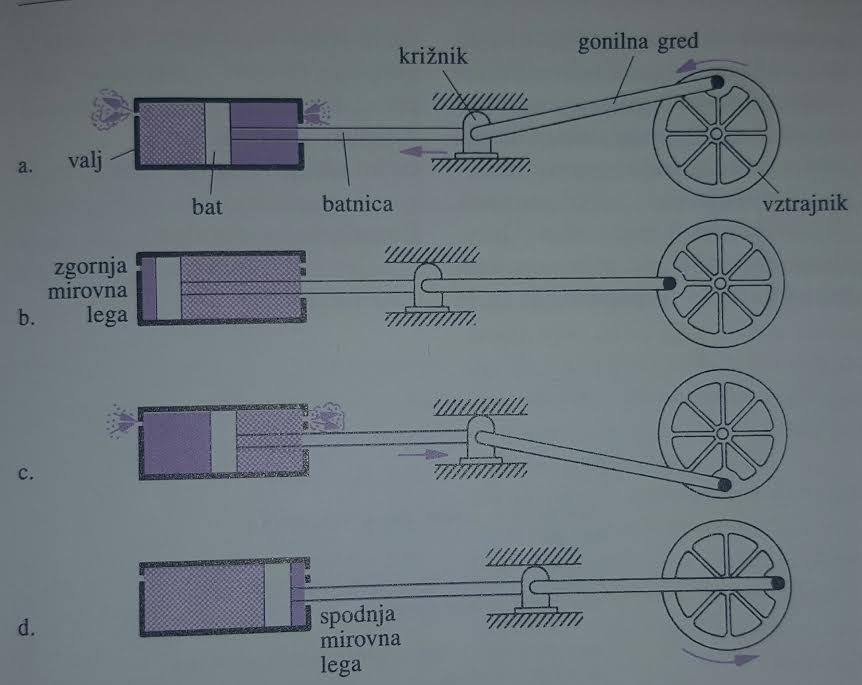 križnik
gonilna gred
a.
valj
bat
batnica
vztrajnik
b.
zgornja
mirovna
lega
c.
d.
spodnja
mirovna
lega